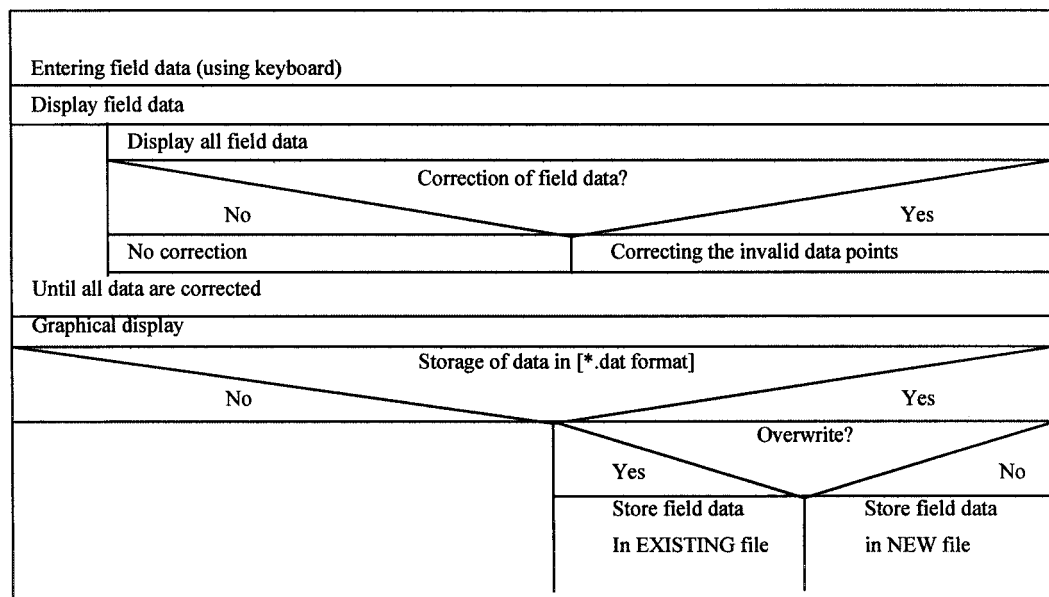 Entering field data (using keyboard)
Display field data
Display all field data
Correction of field data?
No
Yes
No correction
Correcting the invalid data points
Until all data are corrected
Graphical display
Storage of data in [*.dat format]
No
Yes
Overwrite?
Yes
No
Store field data
In EXISTING file
Store field data
in NEW file